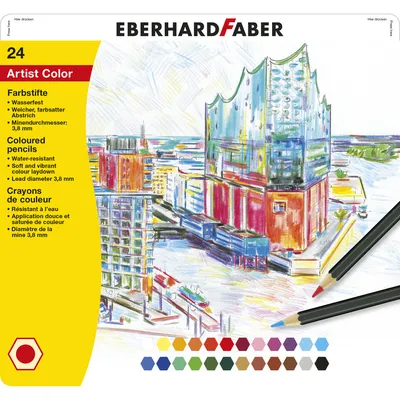 EBERHARDFABER
24
Artist Color
Farbstifte
• Wasserfest
• Weicher, farbsatter
Abstrich
• Minendurchmesser:
3,8 mm
Coloured
pencils
• Water-resistant
• Soft and vibrant
colour laydown
• Lead diameter 3,8 mm
Crayons
de couleur
• Résistant à l'eau
• Application douce et
saturée de couleur
• Diamètre de la
mine 3,8 mm